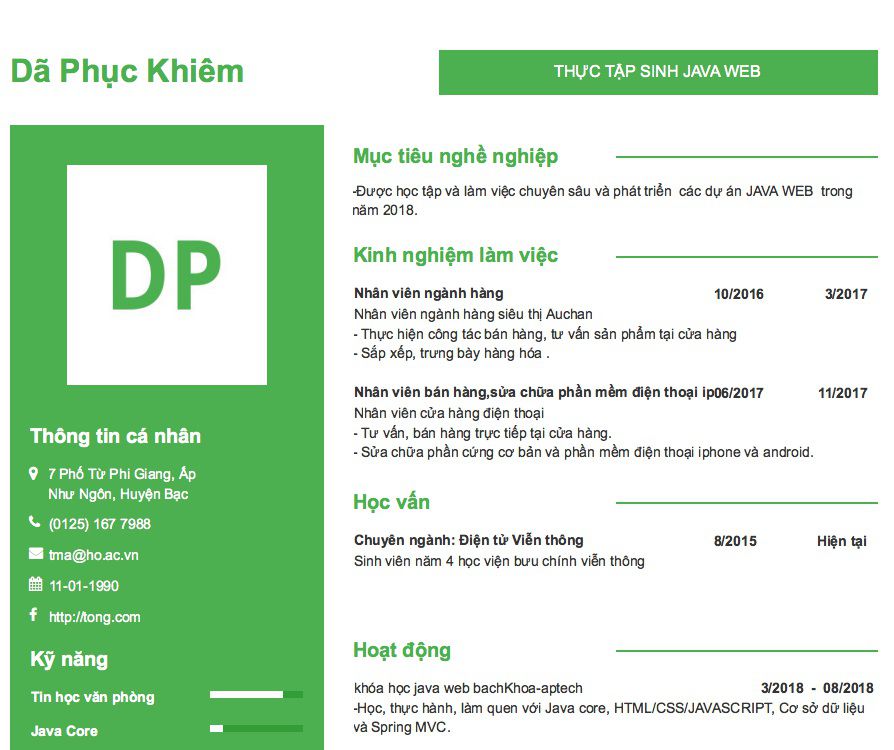 Dã Phục Khiêm
THỰC TẬP SINH JAVA WEB
DP
Thông tin cá nhân
7 Phố Từ Phi Giang, Ấp
Như Ngôn, Huyện Bạc
(0125) 167 7988
tma@ho.ac.vn
11-01-1990
http://tong.com
Kỹ năng
Tin học văn phòng
Java Core
Mục tiêu nghề nghiệp
-Được học tập và làm việc chuyên sâu và phát triển các dự án JAVA WEB trong
năm 2018.
Kinh nghiệm làm việc
Nhân viên ngành hàng 10/2016 3/2017
Nhân viên ngành hàng siêu thị Auchan
- Thực hiện công tác bán hàng, tư vấn sản phẩm tại cửa hàng
- Sắp xếp, trưng bày hàng hóa .
Nhân viên bán hàng,sửa chữa phần mềm điện thoại ip06/2017 11/2017
Nhân viên cửa hàng điện thoại
- Tư vấn, bán hàng trực tiếp tại cửa hàng.
- Sửa chữa phần cứng cơ bản và phần mềm điện thoại iphone và android.
Học vấn
Chuyên ngành: Điện tử Viễn thông 8/2015 Hiện tại
Sinh viên năm 4 học viện bưu chính viễn thông
Hoạt động
khóa học java web bachKhoa-aptech 3/2018 - 08/2018
-Học, thực hành, làm quen với Java core, HTML/CSS/JAVASCRIPT, Cơ sở dữ liệu
và Spring MVC.